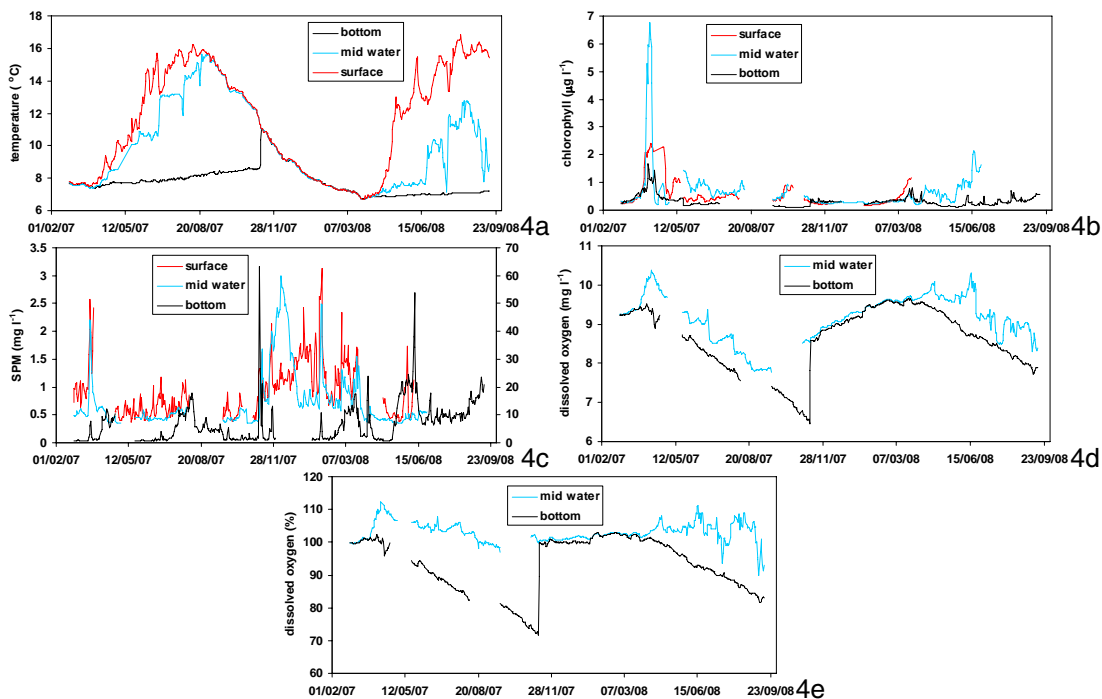 18
16
14
12
10
8
6
temperature ( °C)
bottom
mid water
surface
01/02/07 12/05/07 20/08/07 28/11/07 07/03/08 15/06/08 23/09/08
4a
7
6
5
4
3
2
1
0
chlorophyll (µg l-1)
surface
mid water
bottom
01/02/07 12/05/07 20/08/07 28/11/07 07/03/08 15/06/08 23/09/08
4b
3.5
3
2.5
2
1.5
1
0.5
0
SPM (mg l-1)
surface
mid water
bottom
70
60
50
40
30
20
10
0
01/02/07 12/05/07 20/08/07 28/11/07 07/03/08 15/06/08 23/09/08
4c
11
10
9
8
7
6
dissolved oxygen (mg l-1)
mid water
bottom
01/02/07 12/05/07 20/08/07 28/11/07 07/03/08 15/06/08 23/09/08
4d
120
110
100
90
80
70
60
dissolved oxygen (%)
mid water
bottom
01/02/07 12/05/07 20/08/07 28/11/07 07/03/08 15/06/08 23/09/08
4e